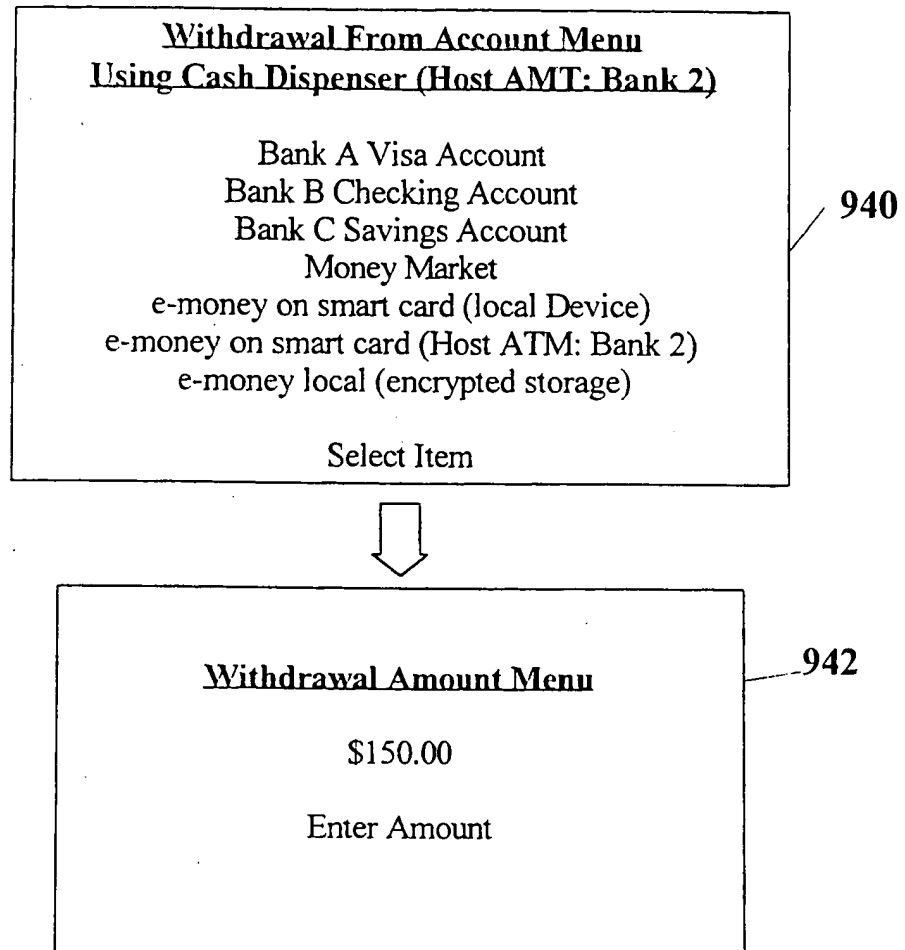 Withdrawal From Account Menu
Using Cash Dispenser (Host AMT: Bank 2)
Bank A Visa Account
Bank B Checking Account
Bank C Savings Account
Money Market
e-money on smart card (local Device)
e-money on smart card (Host ATM: Bank 2)
e-money local (encrypted storage)
Select Item
940
Withdrawal Amount Menu
$150.00
Enter Amount
942